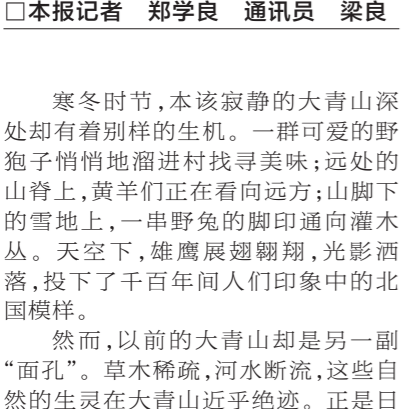 □本报记者 郑学良 通讯员 梁良
寒冬时节,本该寂静的大青山深
处却有着别样的生机。一群可爱的野
狍子悄悄地溜进村找寻美味;远处的
山脊上,黄羊们正在看向远方;山脚下
的雪地上,一串野兔的脚印通向灌木
丛。天空下,雄鹰展翅翱翔,光影洒
落,投下了千百年间人们印象中的北
国模样。
然而,以前的大青山却是另一副
“面孔”。草木稀疏,河水断流,这些自
然的生灵在大青山近乎绝迹。正是日